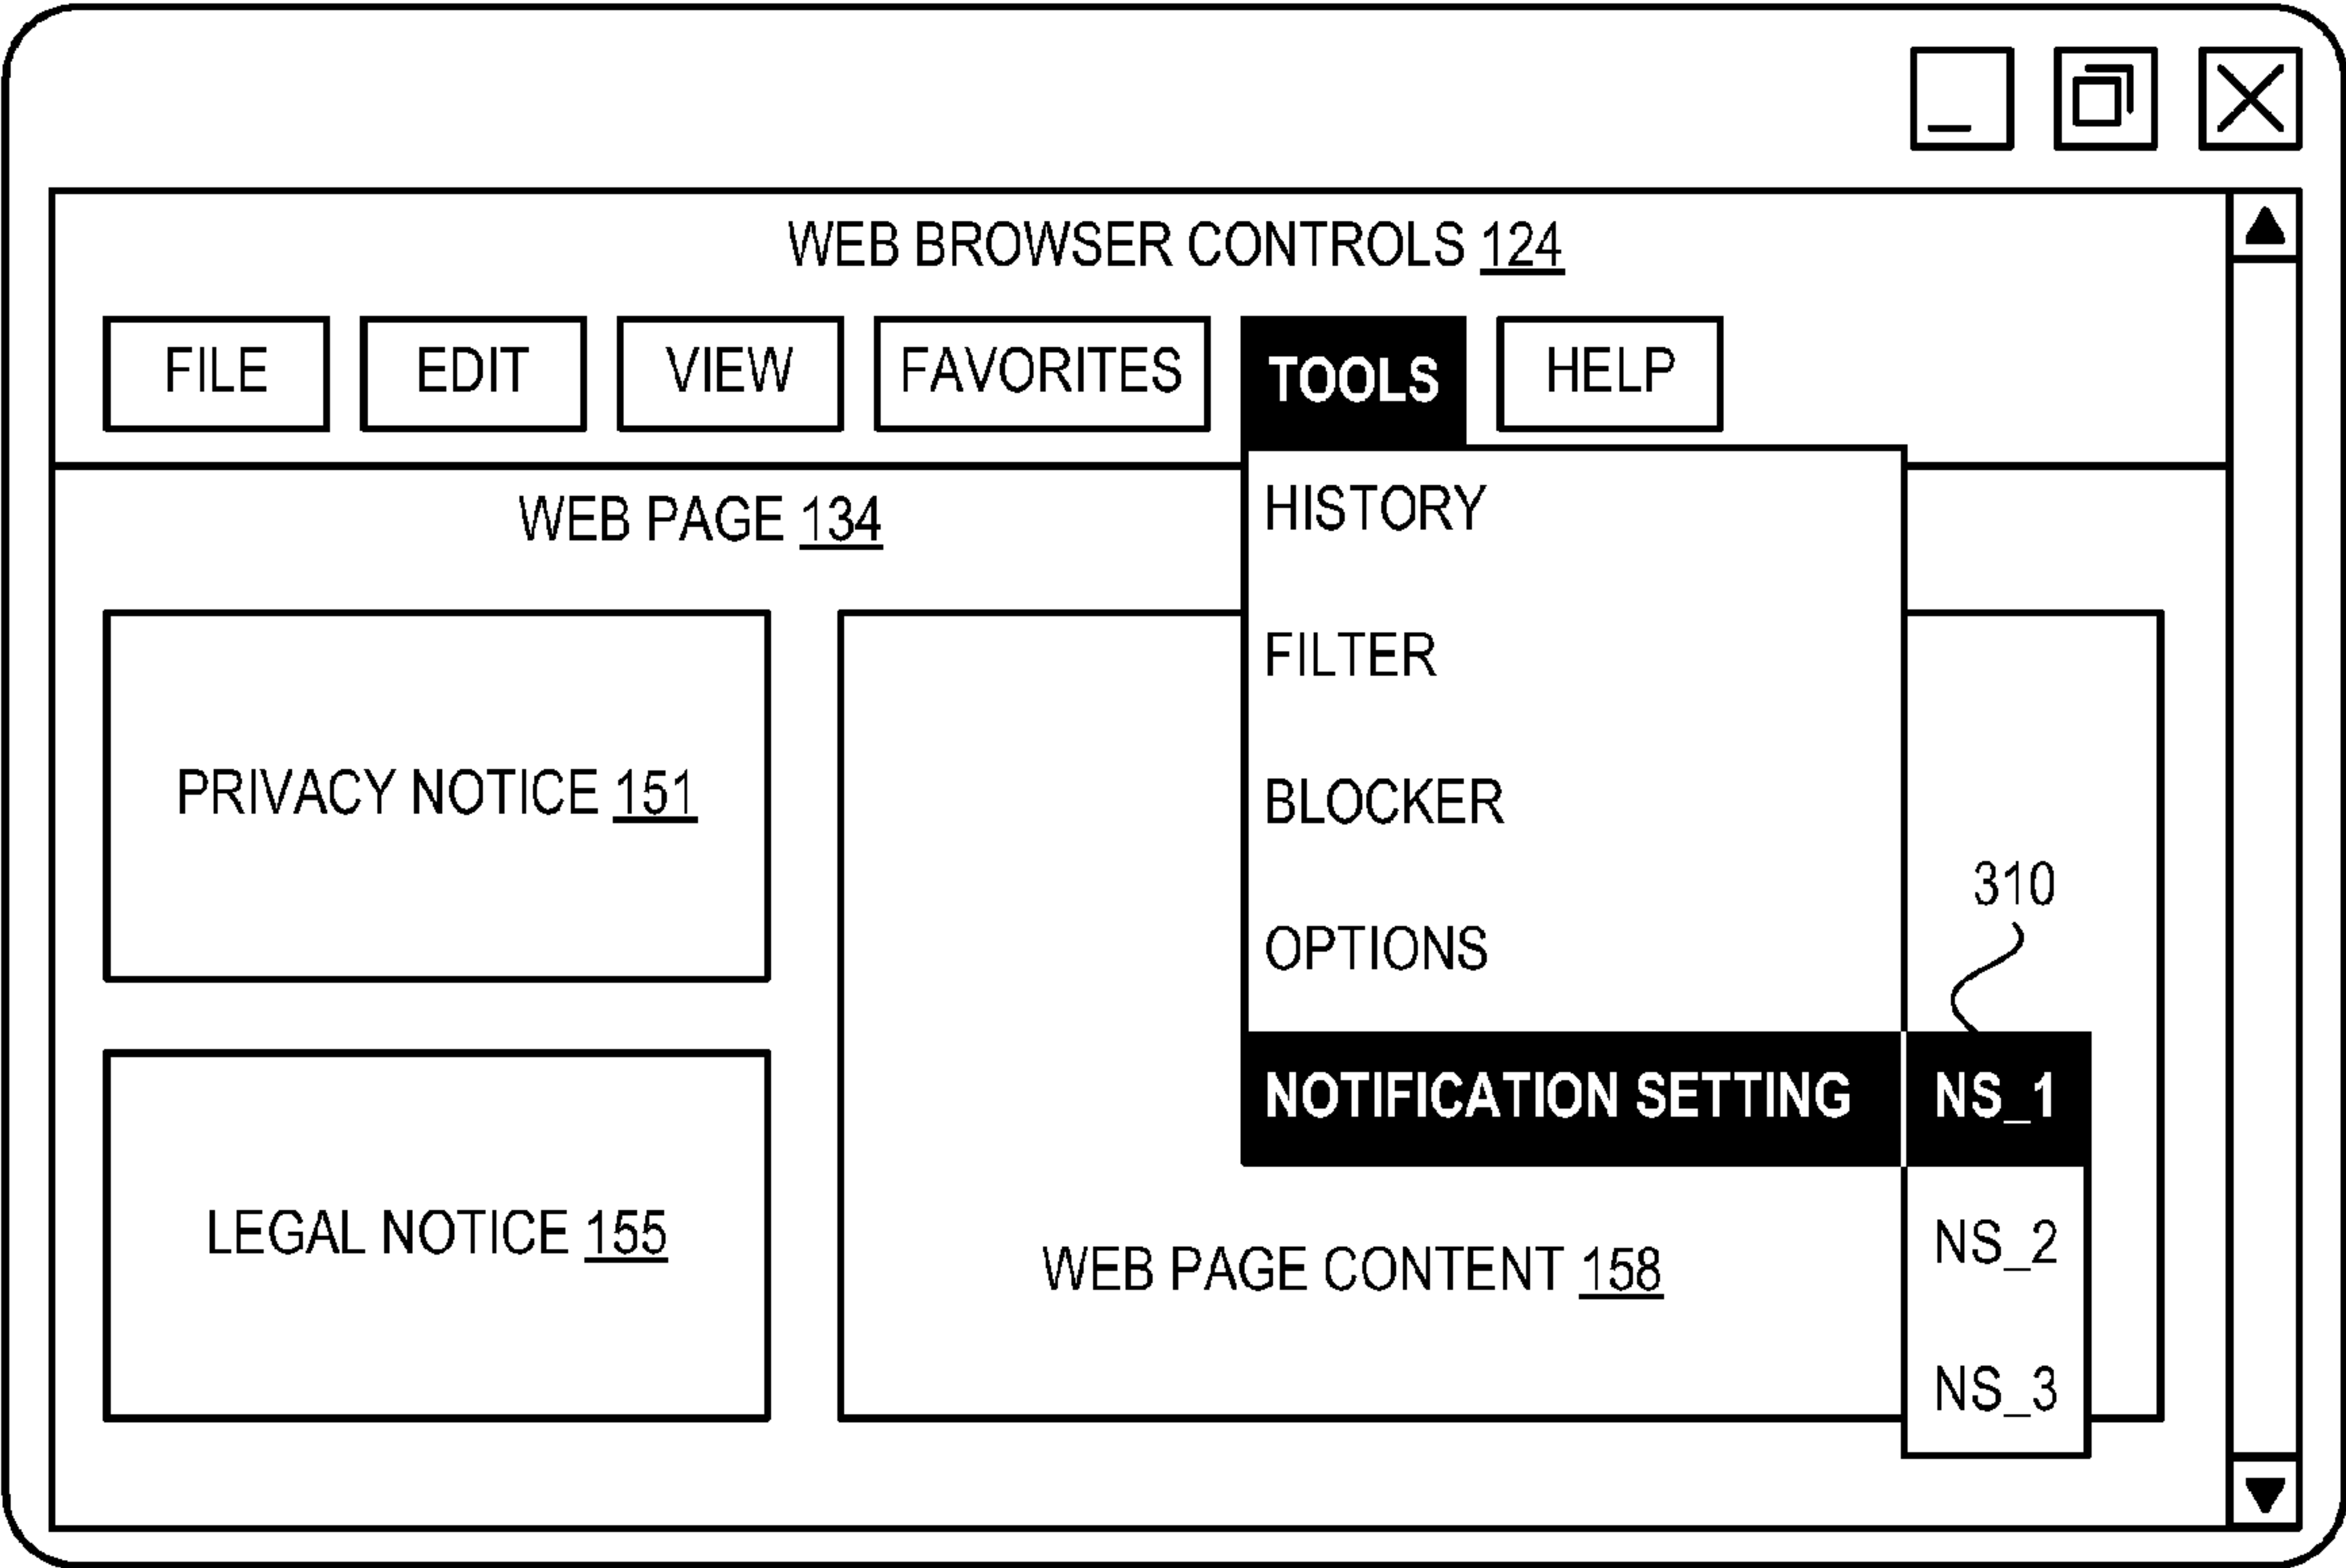 WEB BROWSER CONTROLS 124
FILE EDIT VIEW FAVORITES TOOLS HELP
WEB PAGE 134
HISTORY
FILTER
BLOCKER
OPTIONS
NOTIFICATION SETTING
310
NS_1
NS_2
NS_3
PRIVACY NOTICE 151
LEGAL NOTICE 155
WEB PAGE CONTENT 158